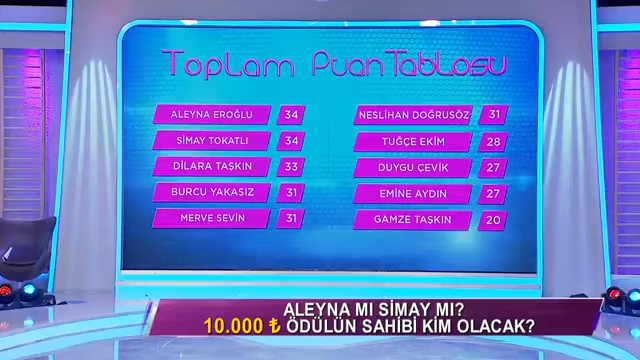 Toplam Puan Tablosu
ALEYNA EROĞLU 34
SİMAY TOKATLI 34
DİLARA TAŞKIN 33
BURCU YAKASIZ 31
MERVE SEVİN 31
NESLİHAN DOĞRUSÖZ 31
TUĞÇE EKİM 28
DUYGU ÇEVİK 27
EMİNE AYDIN 27
GAMZE TAŞKIN 20
ALEYNA MI SİMAY MI?
10.000 ₺ ÖDÜLÜN SAHİBİ KİM OLACAK?